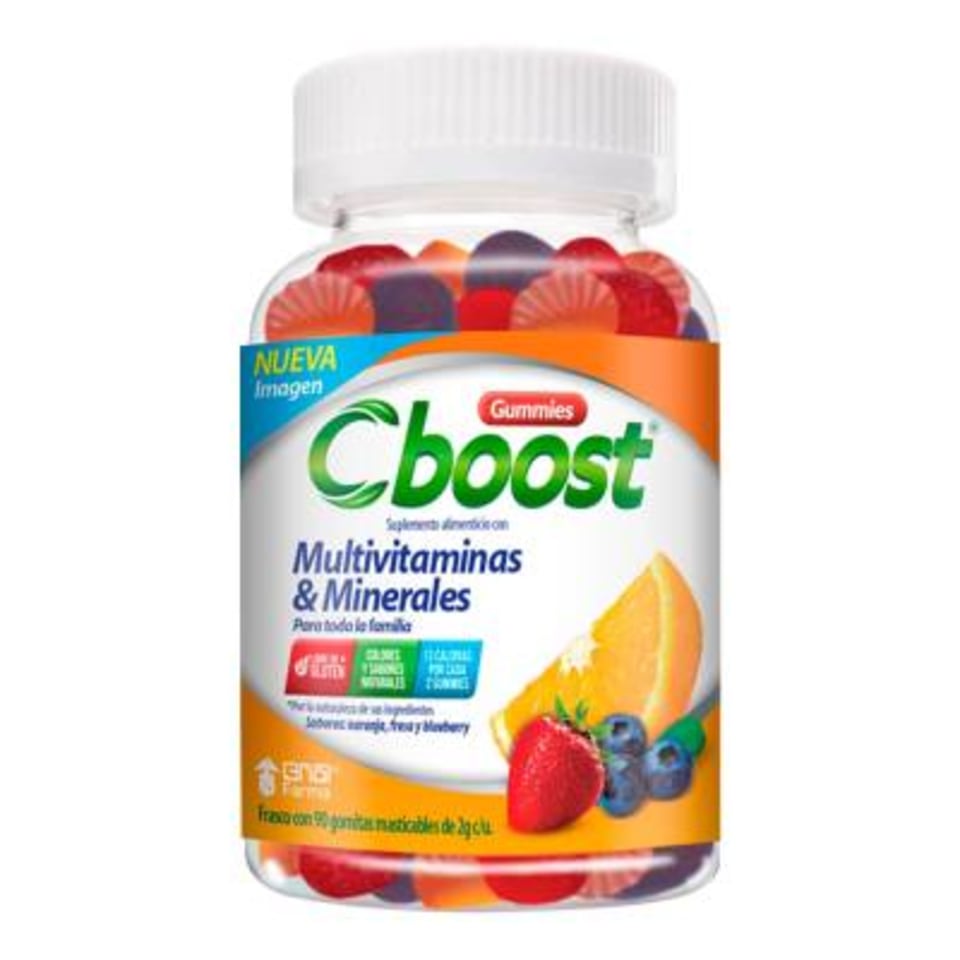 NUEVA
Imagen
Gummies
Cboost®
Suplemento alimenticio con
Multivitaminas
& Minerales
Para toda la familia
LIBRE DE *
GLUTEN
COLORES
Y SABORES
NATURALES
POR CADA
2 GUMMIES
*Por la naturaleza de sus ingredientes
Sabores: naranja, fresa y blueberry
Farma
Frasco con 90 gomitas masticables de 2g c/u.